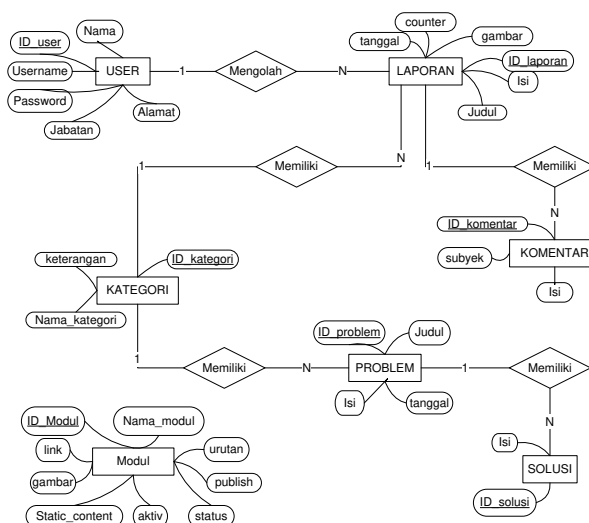 counter
Nama
tanggal
gambar
ID_user
ID_laporan
Username
USER
1
Mengolah
N
LAPORAN
Isi
Password
Alamat
Judul
Jabatan
1
Memiliki
N
1
Memiliki
N
ID_komentar
keterangan
ID_kategori
subyek
KOMENTAR
KATEGORI
Isi
Nama_kategori
ID_problem
Judul
1
Memiliki
N
PROBLEM
1
Memiliki
Isi
tanggal
ID_Modul
Nama_modul
N
link
urutan
Isi
Modul
gambar
publish
SOLUSI
Static_content
aktiv
status
ID_solusi